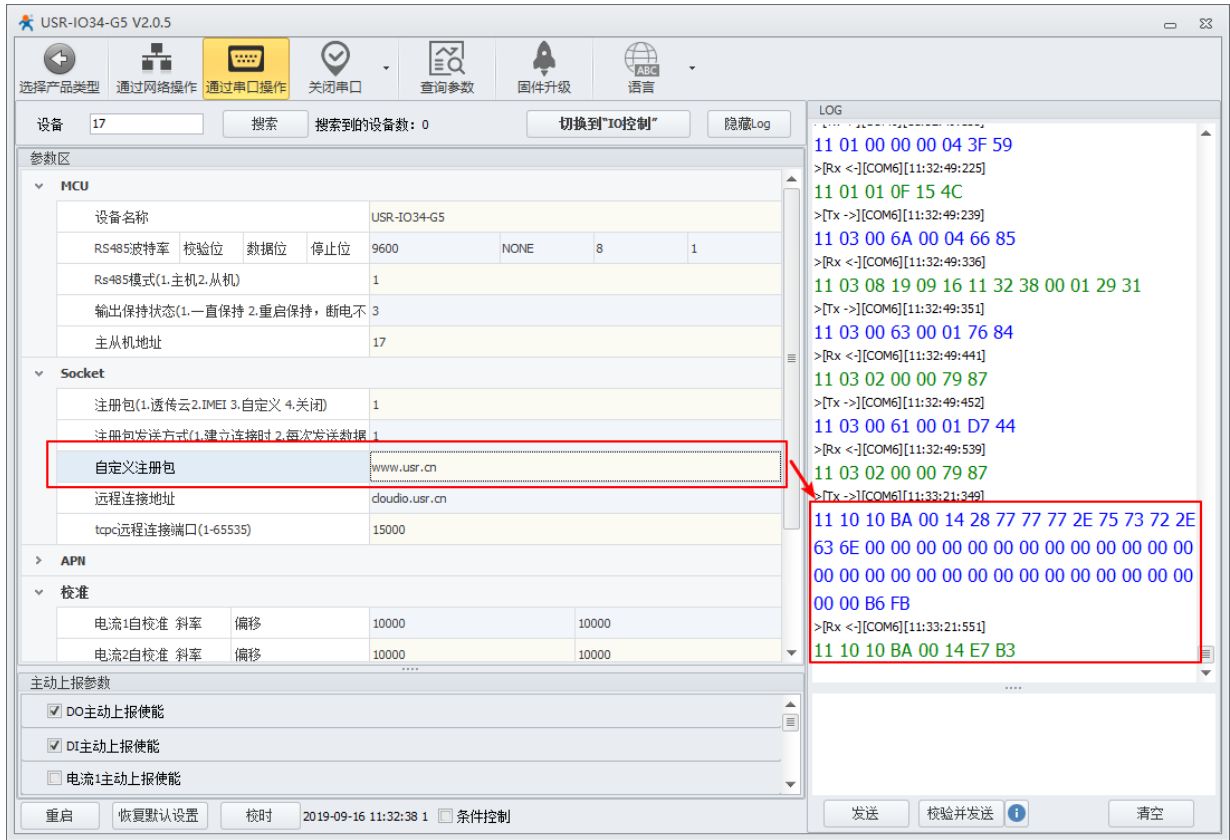 USR-IO34-G5 V2.0.5
选择产品类型 通过网络操作 通过串口操作 关闭串口 查询参数 固件升级 语言
设备 17 搜索 搜索到的设备数: 0 切换到"IO控制" 隐藏Log
参数区
MCU
设备名称 USR-IO34-G5
RS485波特率 校验位 数据位 停止位 9600 NONE 8 1
Rs485模式(1.主机2.从机) 1
输出保持状态(1.一直保持 2.重启保持，断电不 3
主从机地址 17
Socket
注册包(1.透传云2.IMEI 3.自定义 4.关闭) 1
注册包发送方式(1.建立连接时 2.每次发送数据 1
自定义注册包 www.usr.cn
远程连接地址 cloudio.usr.cn
tcpc远程连接端口(1-65535) 15000
APN
校准
电流1自校准 斜率 偏移 10000 10000
电流2自校准 斜率 偏移 10000 10000
主动上报参数
DO主动上报使能
DI主动上报使能
电流1主动上报使能
重启 恢复默认设置 校时 2019-09-16 11:32:38 1 条件控制
LOG
11 01 00 00 00 04 3F 59
>[Rx <-][COM6][11:32:49:225]
11 01 01 0F 15 4C
>[Tx ->][COM6][11:32:49:239]
11 03 00 6A 00 04 66 85
>[Rx <-][COM6][11:32:49:336]
11 03 08 19 09 16 11 32 38 00 01 29 31
>[Tx ->][COM6][11:32:49:351]
11 03 00 63 00 01 76 84
>[Rx <-][COM6][11:32:49:441]
11 03 02 00 00 79 87
>[Tx ->][COM6][11:32:49:452]
11 03 00 61 00 01 D7 44
>[Rx <-][COM6][11:32:49:539]
11 03 02 00 00 79 87
>[Tx ->][COM6][11:33:21:349]
11 10 10 BA 00 14 28 77 77 77 2E 75 73 72 2E
63 6E 00 00 00 00 00 00 00 00 00 00 00 00 00
00 00 00 00 00 00 00 00 00 00 00 00 00 00 00
00 00 B6 FB
>[Rx <-][COM6][11:33:21:551]
11 10 10 BA 00 14 E7 B3
发送 校验并发送 清空